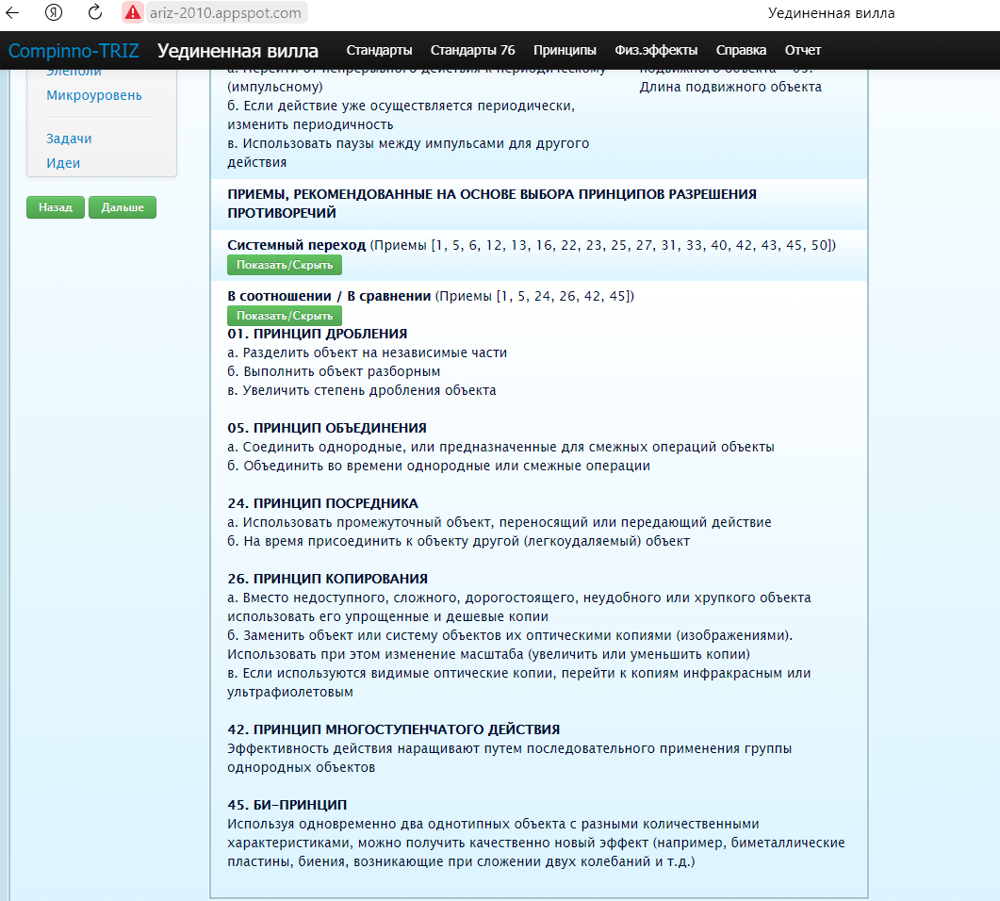 ariz-2010.appspot.com
Уединенная вилла
Compinno-TRIZ Уединенная вилла Стандарты Стандарты 76 Принципы Физ.эффекты Справка Отчет
Элеполи
Микроуровень
Задачи
Идеи
Назад Дальше
а. Перейти от непрерывного действия к периодическому
(импульсному)
б. Если действие уже осуществляется периодически,
изменить периодичность
в. Использовать паузы между импульсами для другого
действия
подвижного объекта
Длина подвижного объекта
ПРИЕМЫ, РЕКОМЕНДОВАННЫЕ НА ОСНОВЕ ВЫБОРА ПРИНЦИПОВ РАЗРЕШЕНИЯ
ПРОТИВОРЕЧИЙ
Системный переход (Приемы [1, 5, 6, 12, 13, 16, 22, 23, 25, 27, 31, 33, 40, 42, 43, 45, 50])
Показать/Скрыть
В соотношении / В сравнении (Приемы [1, 5, 24, 26, 42, 45])
Показать/Скрыть
01. ПРИНЦИП ДРОБЛЕНИЯ
а. Разделить объект на независимые части
б. Выполнить объект разборным
в. Увеличить степень дробления объекта
05. ПРИНЦИП ОБЪЕДИНЕНИЯ
а. Соединить однородные, или предназначенные для смежных операций объекты
б. Объединить во времени однородные или смежные операции
24. ПРИНЦИП ПОСРЕДНИКА
а. Использовать промежуточный объект, переносящий или передающий действие
б. На время присоединить к объекту другой (легкоудаляемый) объект
26. ПРИНЦИП КОПИРОВАНИЯ
а. Вместо недоступного, сложного, дорогостоящего, неудобного или хрупкого объекта
использовать его упрощенные и дешевые копии
б. Заменить объект или систему объектов их оптическими копиями (изображениями).
Использовать при этом изменение масштаба (увеличить или уменьшить копии)
в. Если используются видимые оптические копии, перейти к копиям инфракрасным или
ультрафиолетовым
42. ПРИНЦИП МНОГОСТУПЕНЧАТОГО ДЕЙСТВИЯ
Эффективность действия наращивают путем последовательного применения группы
однородных объектов
45. БИ-ПРИНЦИП
Используя одновременно два однотипных объекта с разными количественными
характеристиками, можно получить качественно новый эффект (например, биметаллические
пластины, биения, возникающие при сложении двух колебаний и т.д.)